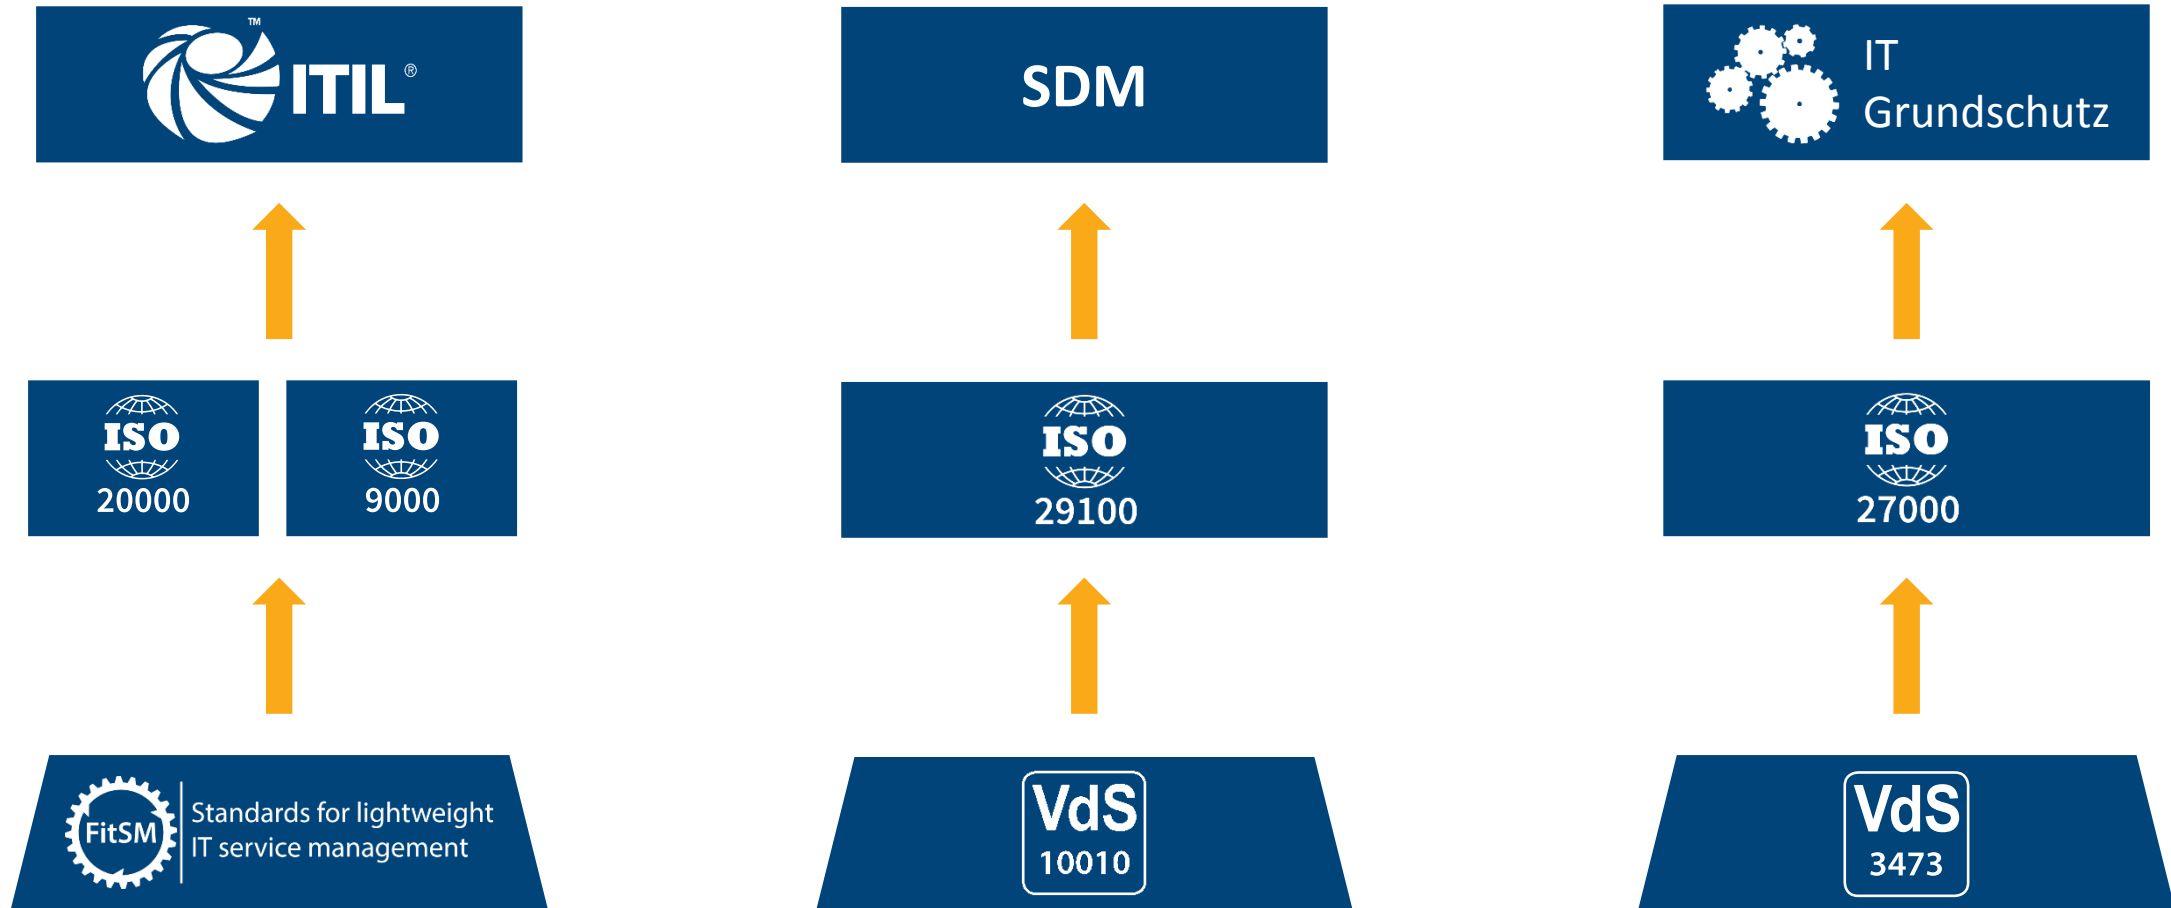 ™
ITIL®
SDM
IT
Grundschutz
ISO
20000
ISO
9000
ISO
29100
ISO
27000
FitSM
Standards for lightweight
IT service management
VdS
10010
VdS
3473